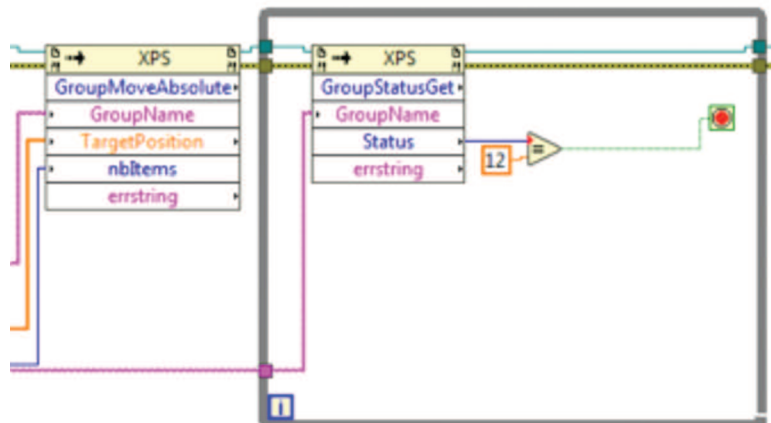 XPS
GroupMoveAbsolute
GroupName
TargetPosition
nbItems
errstring
XPS
GroupStatusGet
GroupName
Status
errstring
12
=
i